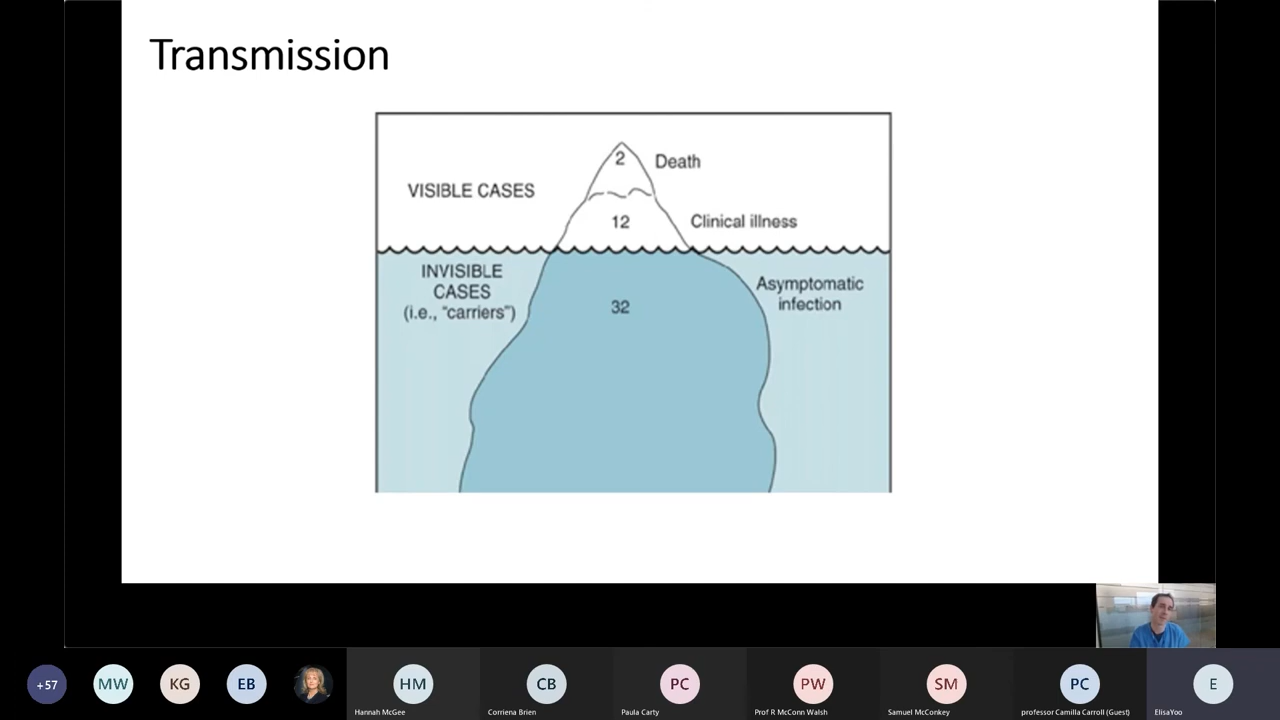 Transmission
2
Death
VISIBLE CASES
12
Clinical illness
INVISIBLE
CASES
(i.e., “carriers”)
Asymptomatic
infection
32
+57
MW
KG
EB
HM
Hannah McGee
CB
Corriena Brien
PC
Paula Carty
PW
Prof R McConn Walsh
SM
Samuel McConkey
PC
professor Camilla Carroll (Guest)
E
ElisaYoo